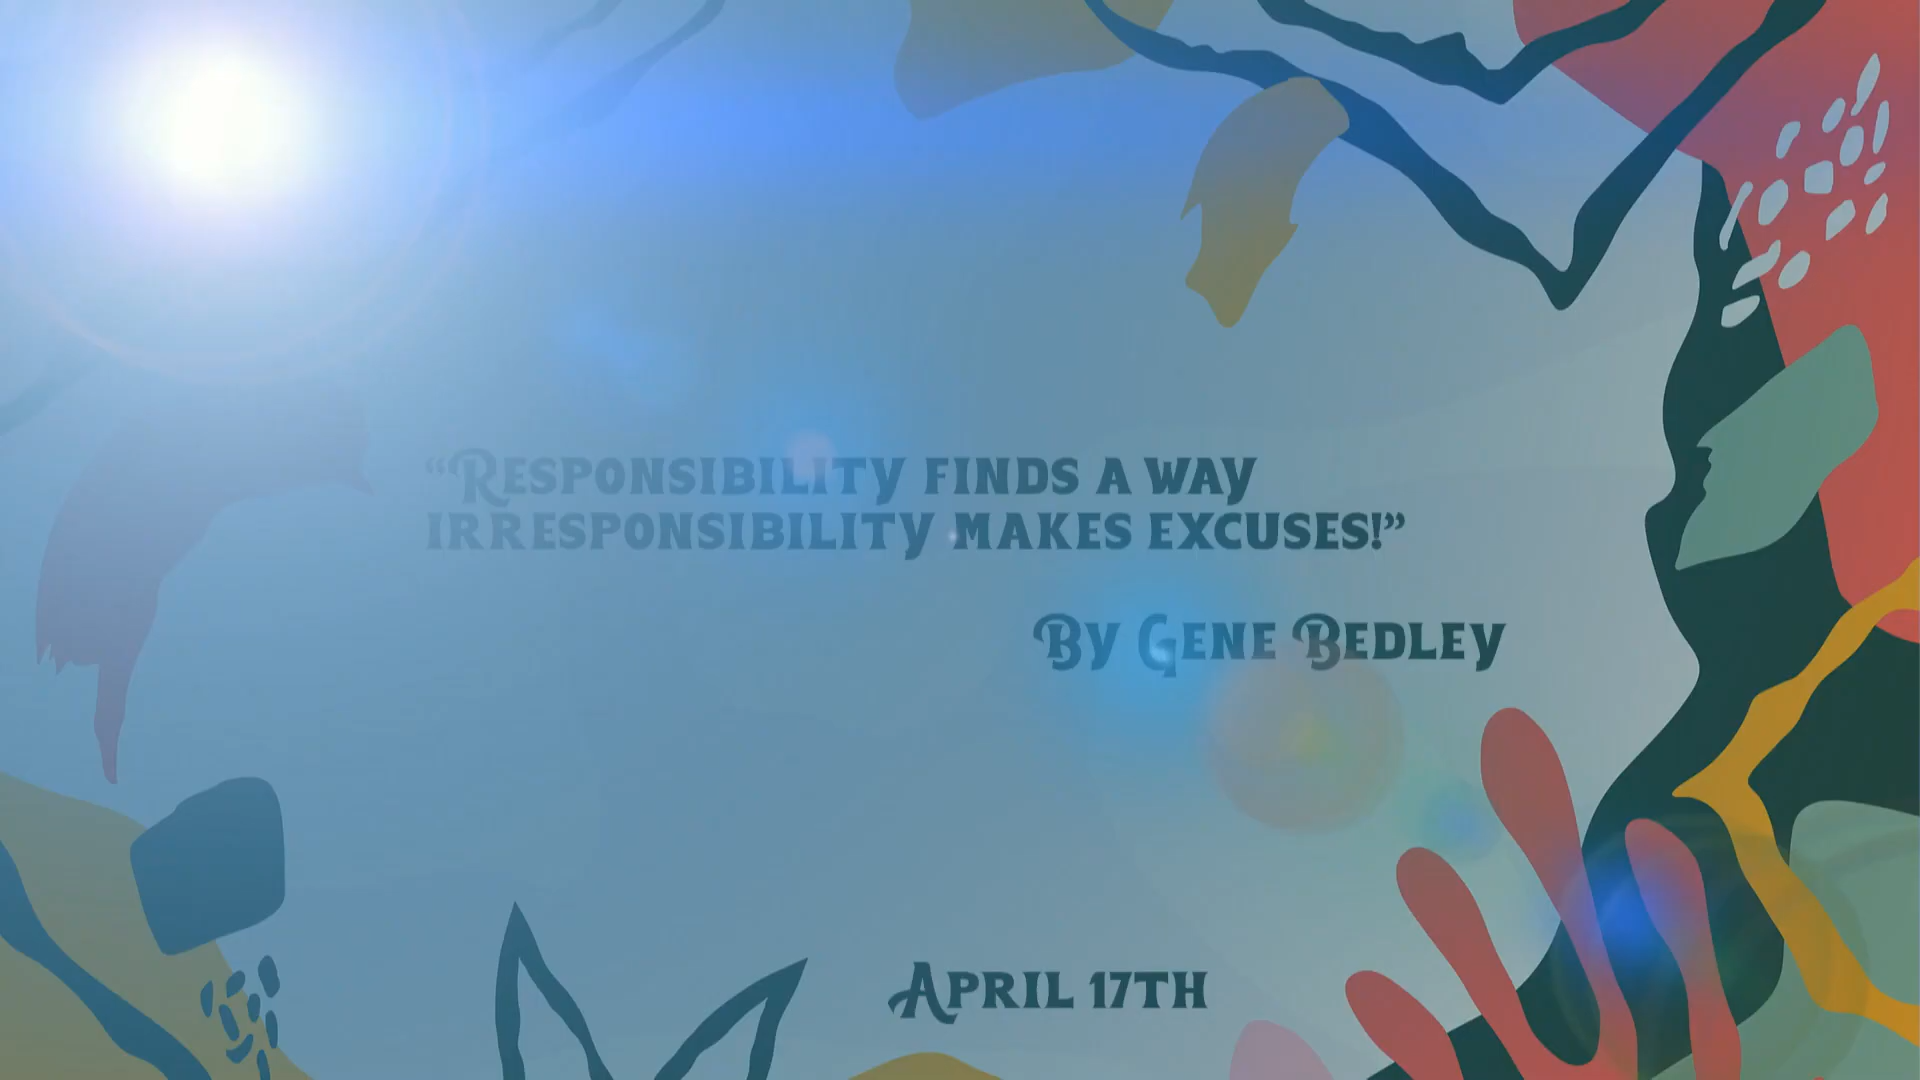 “Responsibility finds a way
irresponsibility makes excuses!”
By Gene Bedley
April 17th